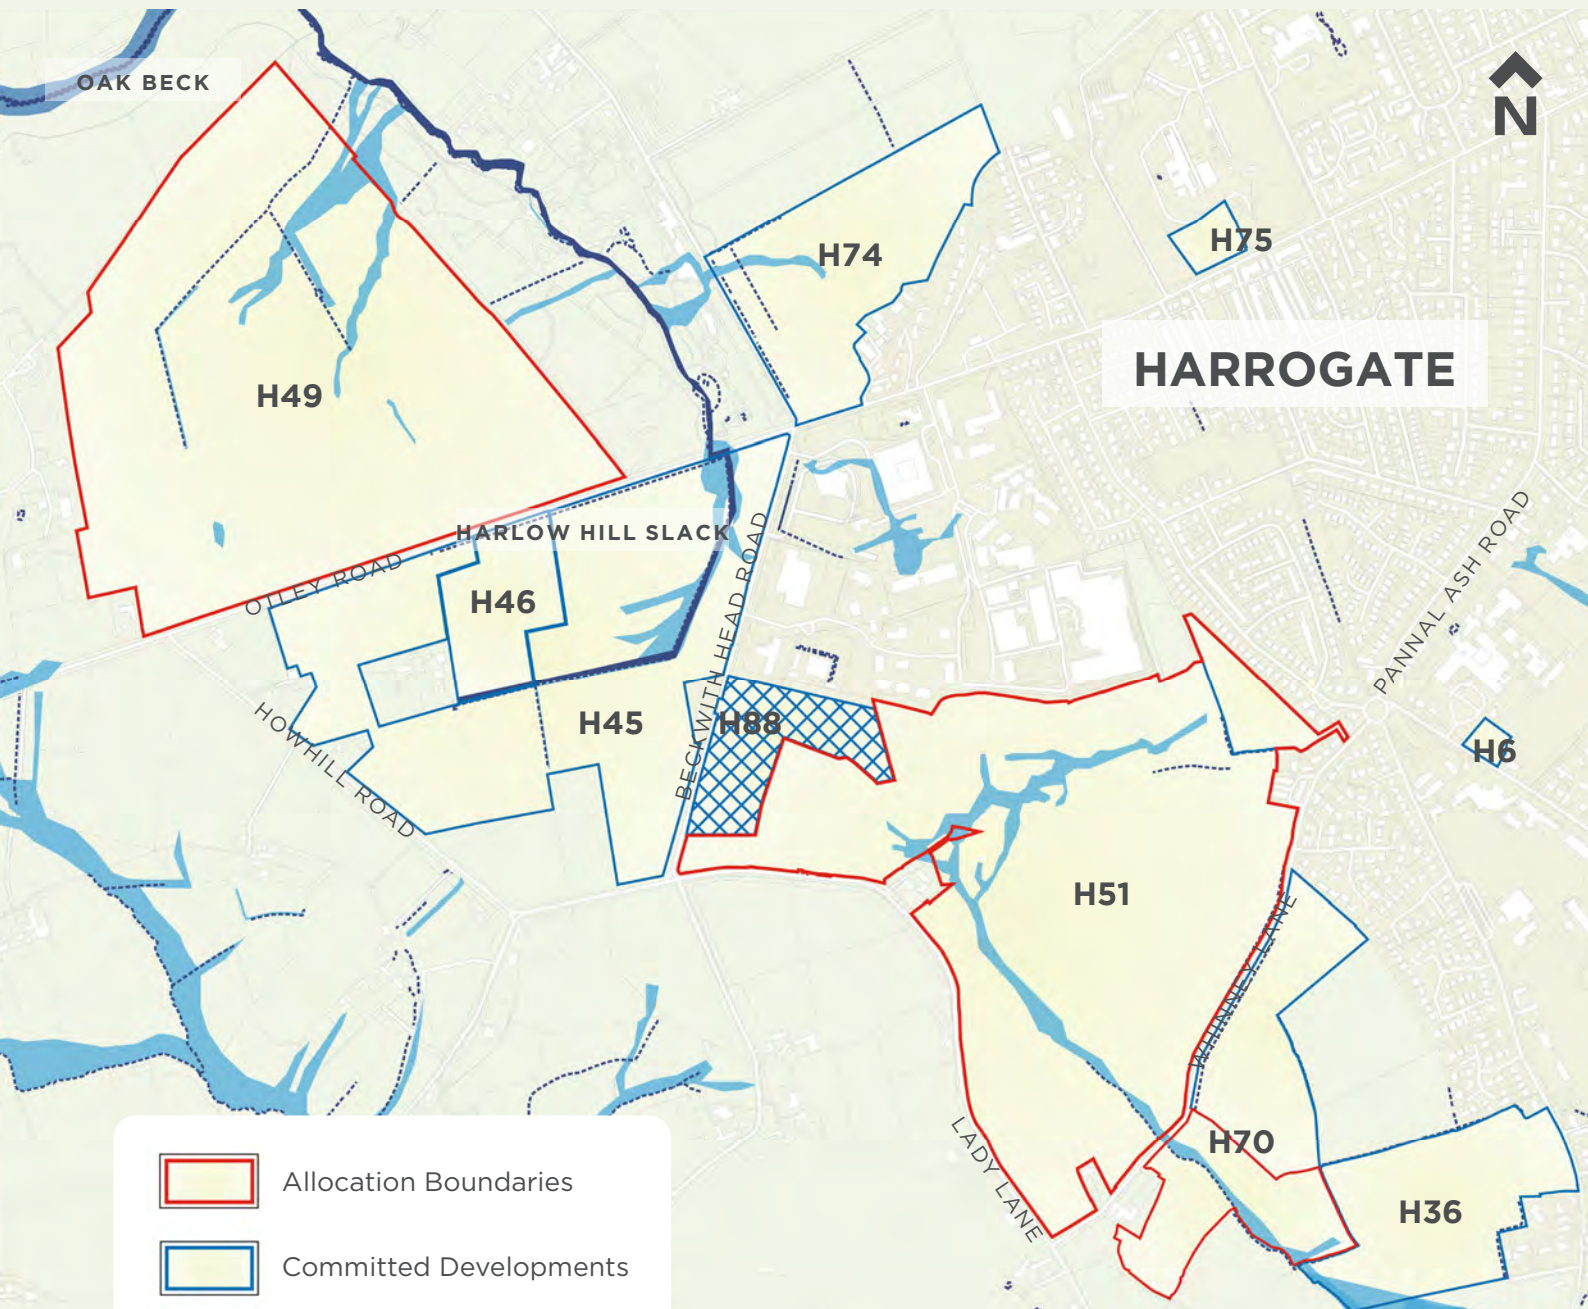 OAK BECK
N
H74
H75
HARROGATE
H49
HARLOW HILL SLACK
OTLEY ROAD
H46
BECKWITH HEAD ROAD
PANNAL ASH ROAD
HOWHILL ROAD
H45
H88
H6
H51
WHINNEY LANE
LADY LANE
H70
H36
Allocation Boundaries
Committed Developments